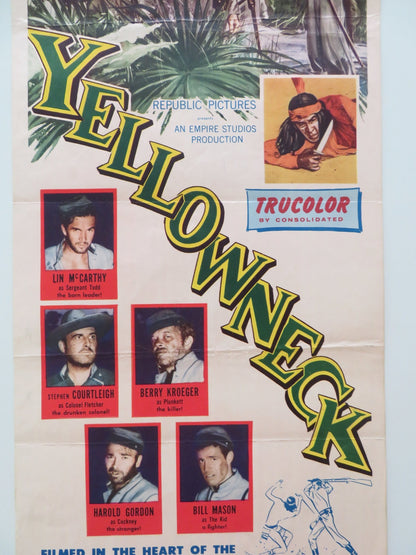 REPUBLIC PICTURES
presents
AN EMPIRE STUDIOS
PRODUCTION
YELLOWNECK
TRUCOLOR
BY CONSOLIDATED
LIN McCARTHY
as Sergeant Todd
the born leader!
STEPHEN COURTLEIGH
as Colonel Fletcher
the drunken colonel!
BERRY KROEGER
as Plunkett
the killer!
HAROLD GORDON
as Cockney
the stranger!
BILL MASON
as The Kid
a fighter!
FILMED IN THE HEART OF THE